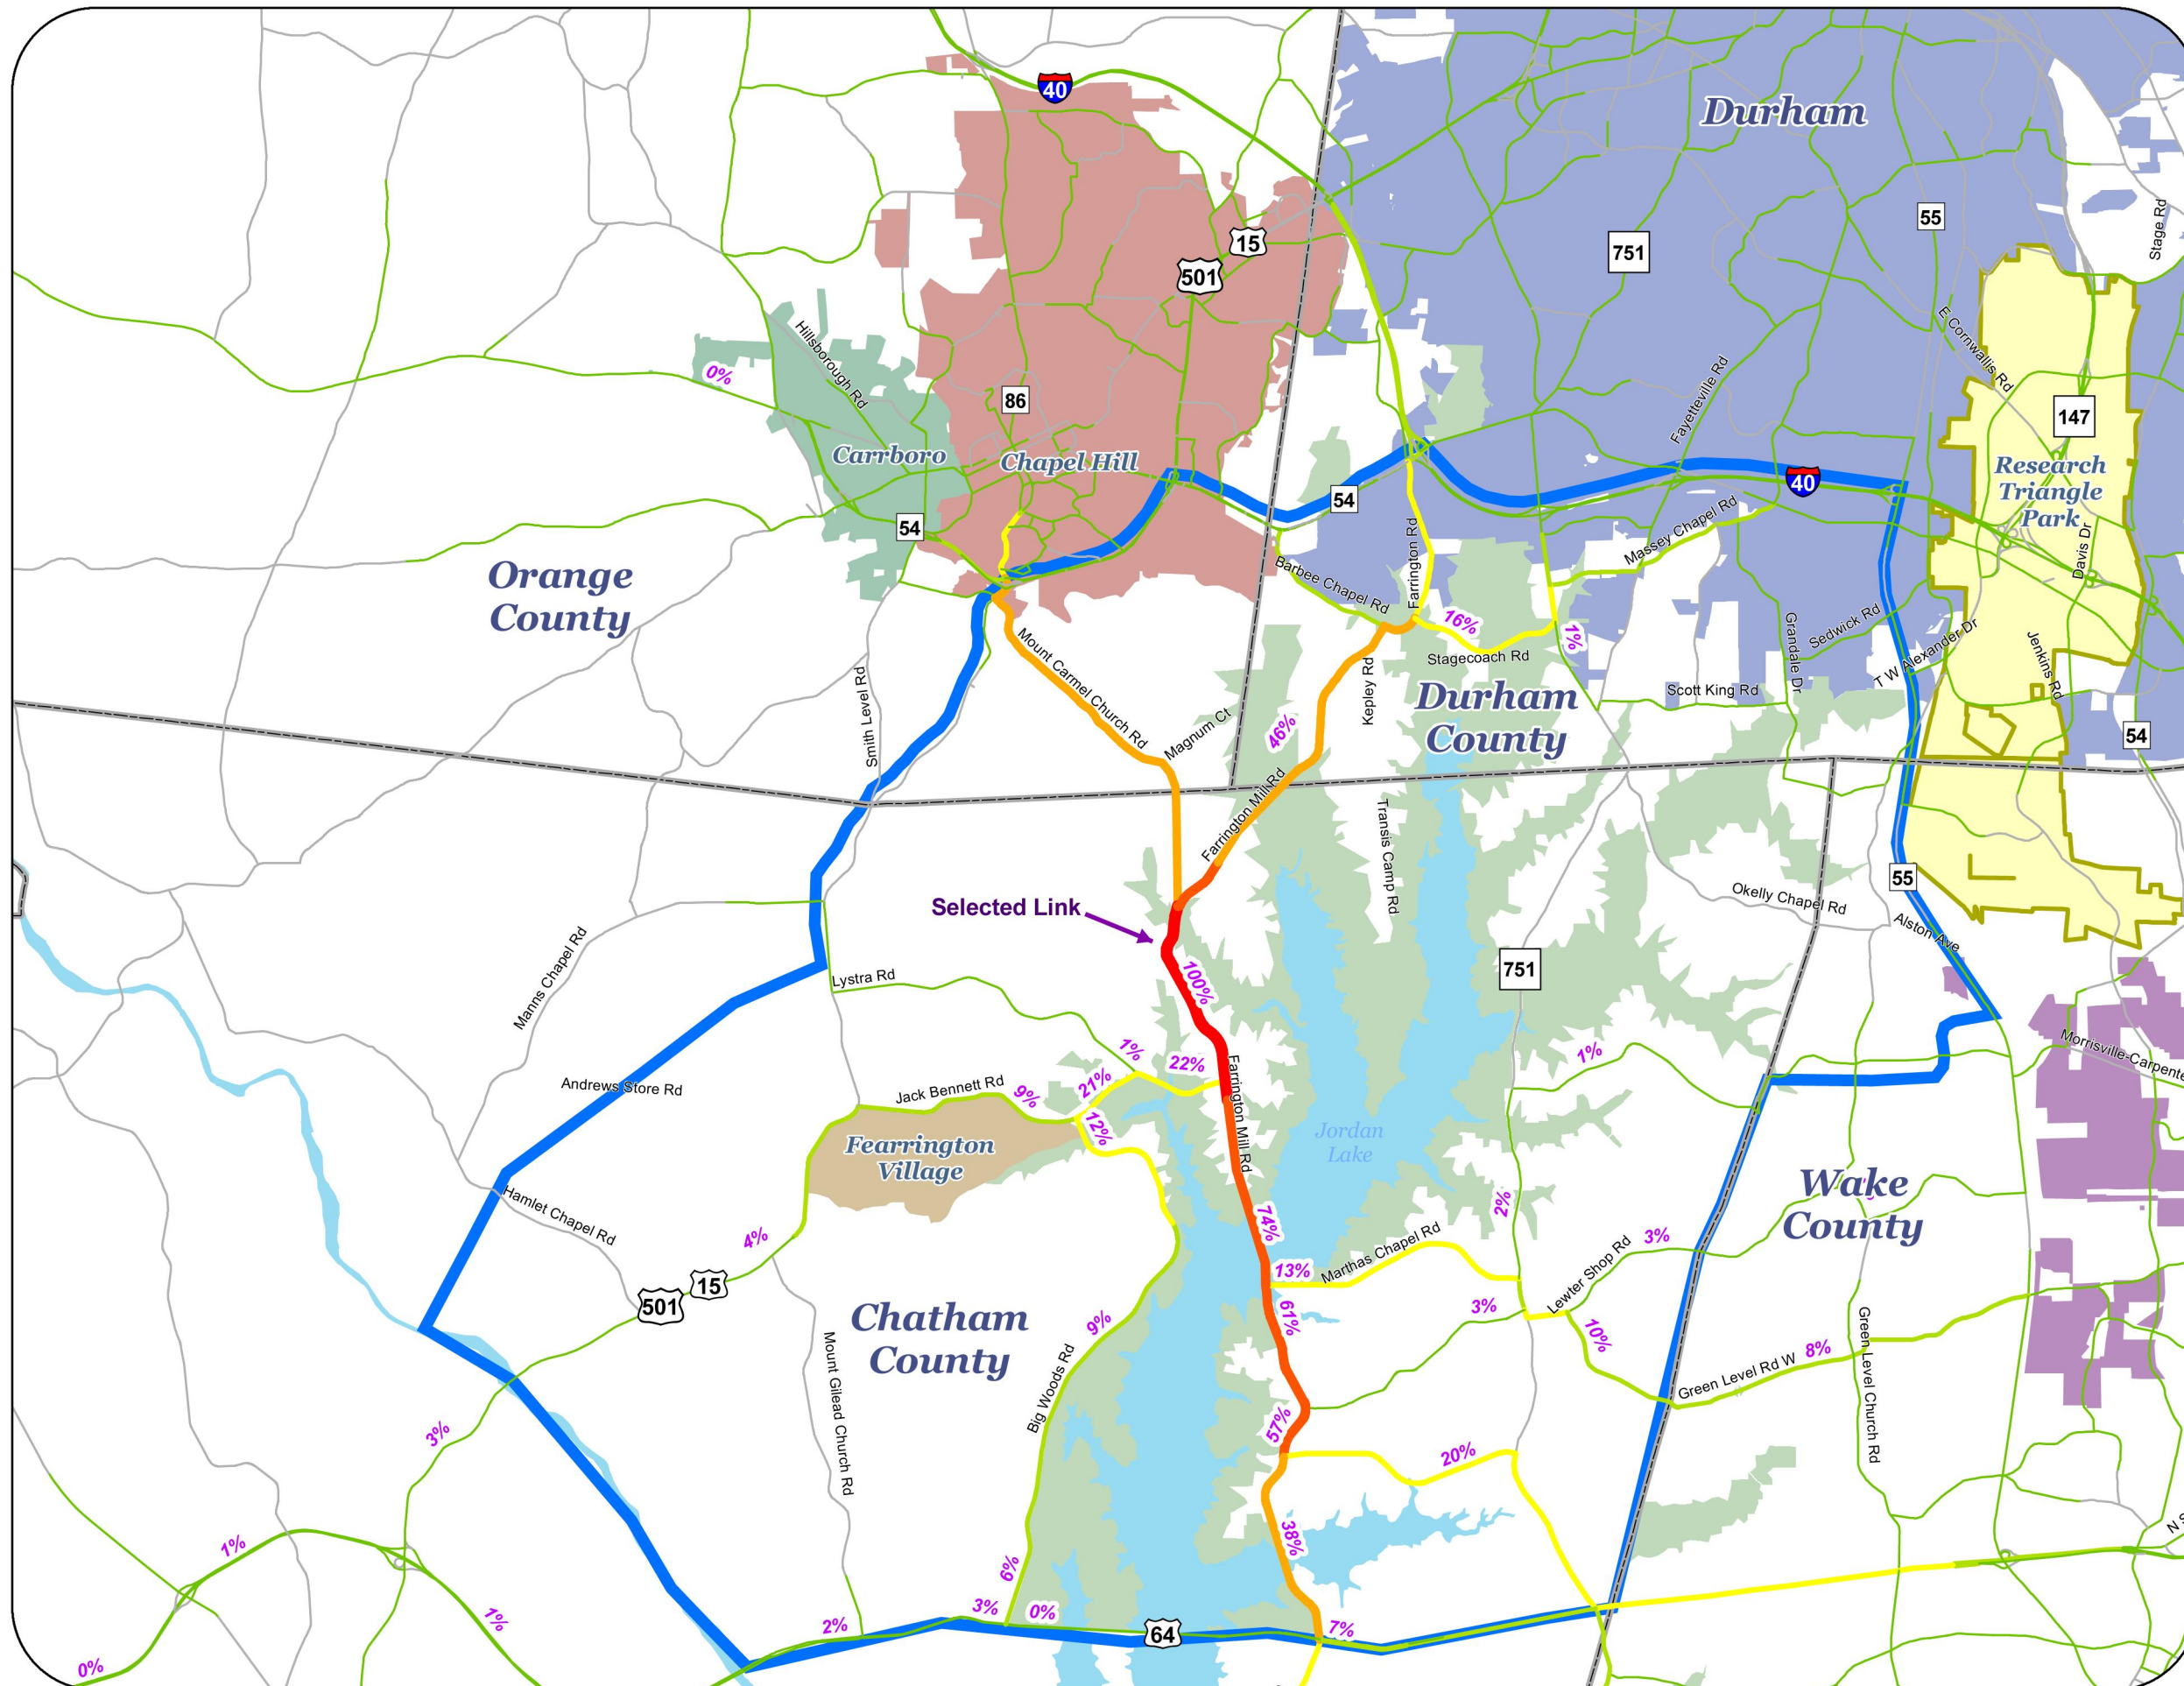 40
Durham
Stage Rd
55
15
751
501
E Cornwallis Rd
Hillsborough Rd
0%
Fayetteville Rd
86
147
Carrboro
Chapel Hill
Research
Triangle
Park
40
54
54
Massey Chapel Rd
Farrington Rd
Davis Dr
Orange
County
Barbee Chapel Rd
16%
1%
Grandale Dr
Sedwick Rd
T W Alexander Dr
Jenkins Rd
Mount Carmel Church Rd
Stagecoach Rd
Smith Level Rd
Kepley Rd
Scott King Rd
Magnum Ct
46%
Durham
County
54
Farrington Mill Rd
Transis Camp Rd
Selected Link
55
Okelly Chapel Rd
Alston Ave
Manns Chapel Rd
Lystra Rd
100%
751
Morrisville-Carpente
1%
22%
1%
Andrews Store Rd
Jack Bennett Rd
9%
21%
12%
Farrington Mill Rd
Jordan
Lake
Fearrington
Village
Hamlet Chapel Rd
2%
Wake
County
4%
74%
3%
501
15
13%
Marthas Chapel Rd
Lewter Shop Rd
Chatham
County
61%
3%
10%
Mount Gilead Church Rd
9%
Big Woods Rd
Green Level Rd W
8%
Green Level Church Rd
3%
57%
20%
1%
38%
6%
1%
2%
3%
0%
64
7%
0%